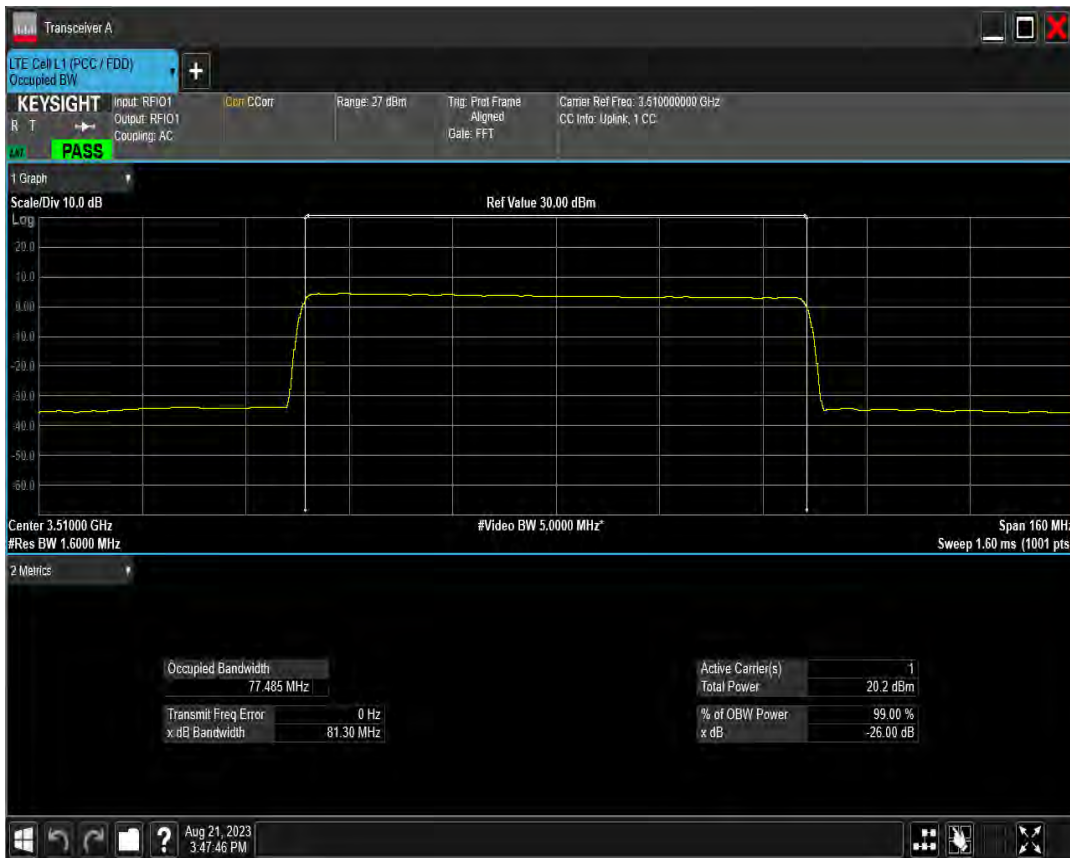 Transceiver A
LTE Cell L1 (PCC / FDD)
Occupied BW
+
KEYSIGHT
R T
PASS
Input: RFIO1
Output: RFIO1
Coupling: AC
Corr CCorr
Range: 27 dBm
Trig: Prot Frame
Aligned
Gate: FFT
Carrier Ref Freq: 3.510000000 GHz
CC Info: Uplink, 1 CC
1 Graph
Scale/Div 10.0 dB
Ref Value 30.00 dBm
Log
20.0
10.0
0.00
-10.0
-20.0
-30.0
-40.0
-50.0
-60.0
Center 3.51000 GHz
#Video BW 5.0000 MHz*
Span 160 MHz
#Res BW 1.6000 MHz
Sweep 1.60 ms (1001 pts
2 Metrics
Occupied Bandwidth
77.485 MHz
Transmit Freq Error 0 Hz
x dB Bandwidth 81.30 MHz
Active Carrier(s) 1
Total Power 20.2 dBm
% of OBW Power 99.00 %
x dB -26.00 dB
?
Aug 21, 2023
3:47:46 PM